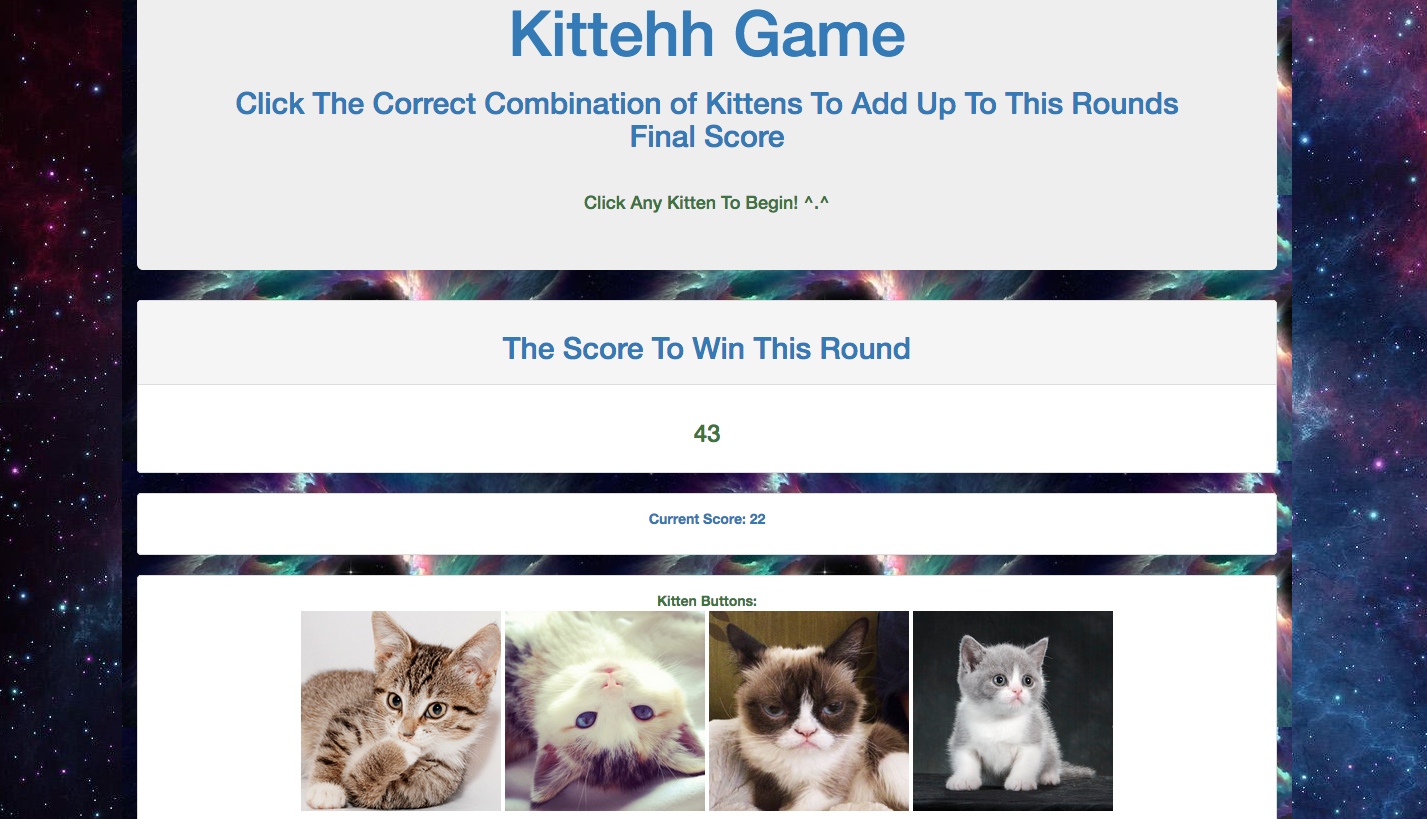 Kittehh Game
Click The Correct Combination of Kittens To Add Up To This Rounds
Final Score
Click Any Kitten To Begin! ^.^
The Score To Win This Round
43
Current Score: 22
Kitten Buttons: